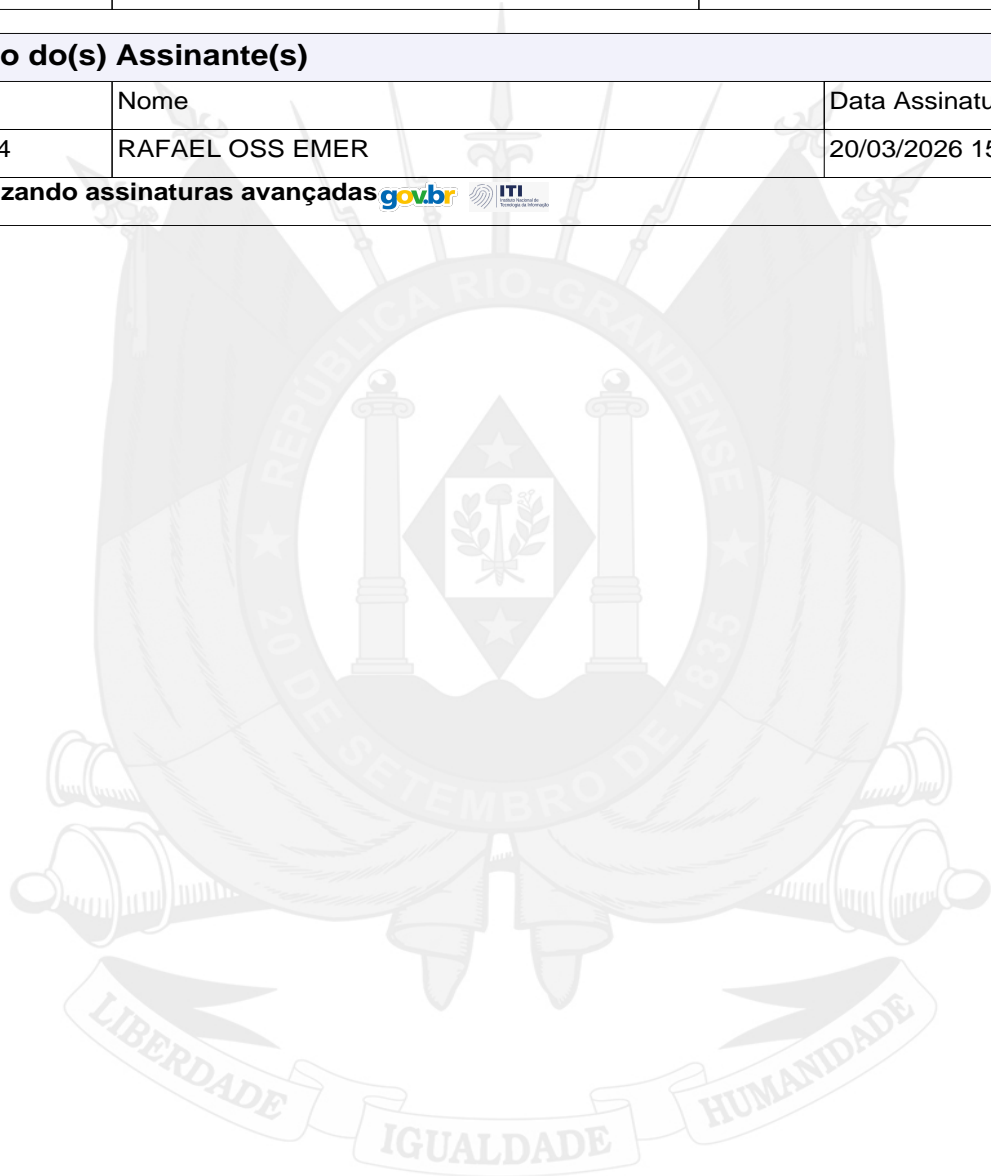 o do(s) Assinante(s)
Nome Data Assinatu
4 RAFAEL OSS EMER 20/03/2026 15
zando assinaturas avançadas gov.br ITI
REPÚBLICA RIO-GRANDENSE
20 DE SETEMBRO DE 1835
LIBERDADE IGUALDADE HUMANIDADE